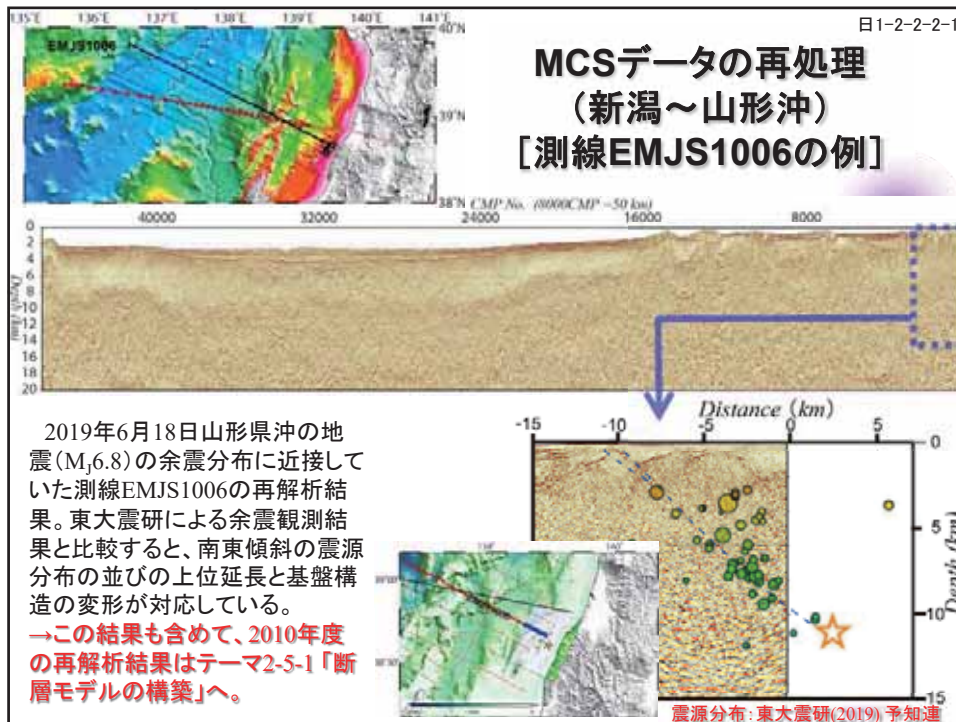 日1-2-2-2-1
135°E 136°E 137°E 138°E 139°E 140°E 141°E
40°N
EMJS1006
39°N
38°N
MCSデータの再処理
（新潟～山形沖）
［測線EMJS1006の例］
CMP No. (8000CMP ~50 km)
40000 32000 24000 16000 8000
0
2
4
6
8
10
12
14
16
18
20
Depth (km)
2019年6月18日山形県沖の地
震（MJ6.8）の余震分布に近接して
いた測線EMJS1006の再解析結
果。東大震研による余震観測結
果と比較すると、南東傾斜の震源
分布の並びの上位延長と基盤構
造の変形が対応している。
→この結果も含めて、2010年度
の再解析結果はテーマ2-5-1「断
層モデルの構築」へ。
Distance (km)
-15 -10 -5 0 5
0
5
10
15
Depth (km)
震源分布：東大震研(2019) 予知連